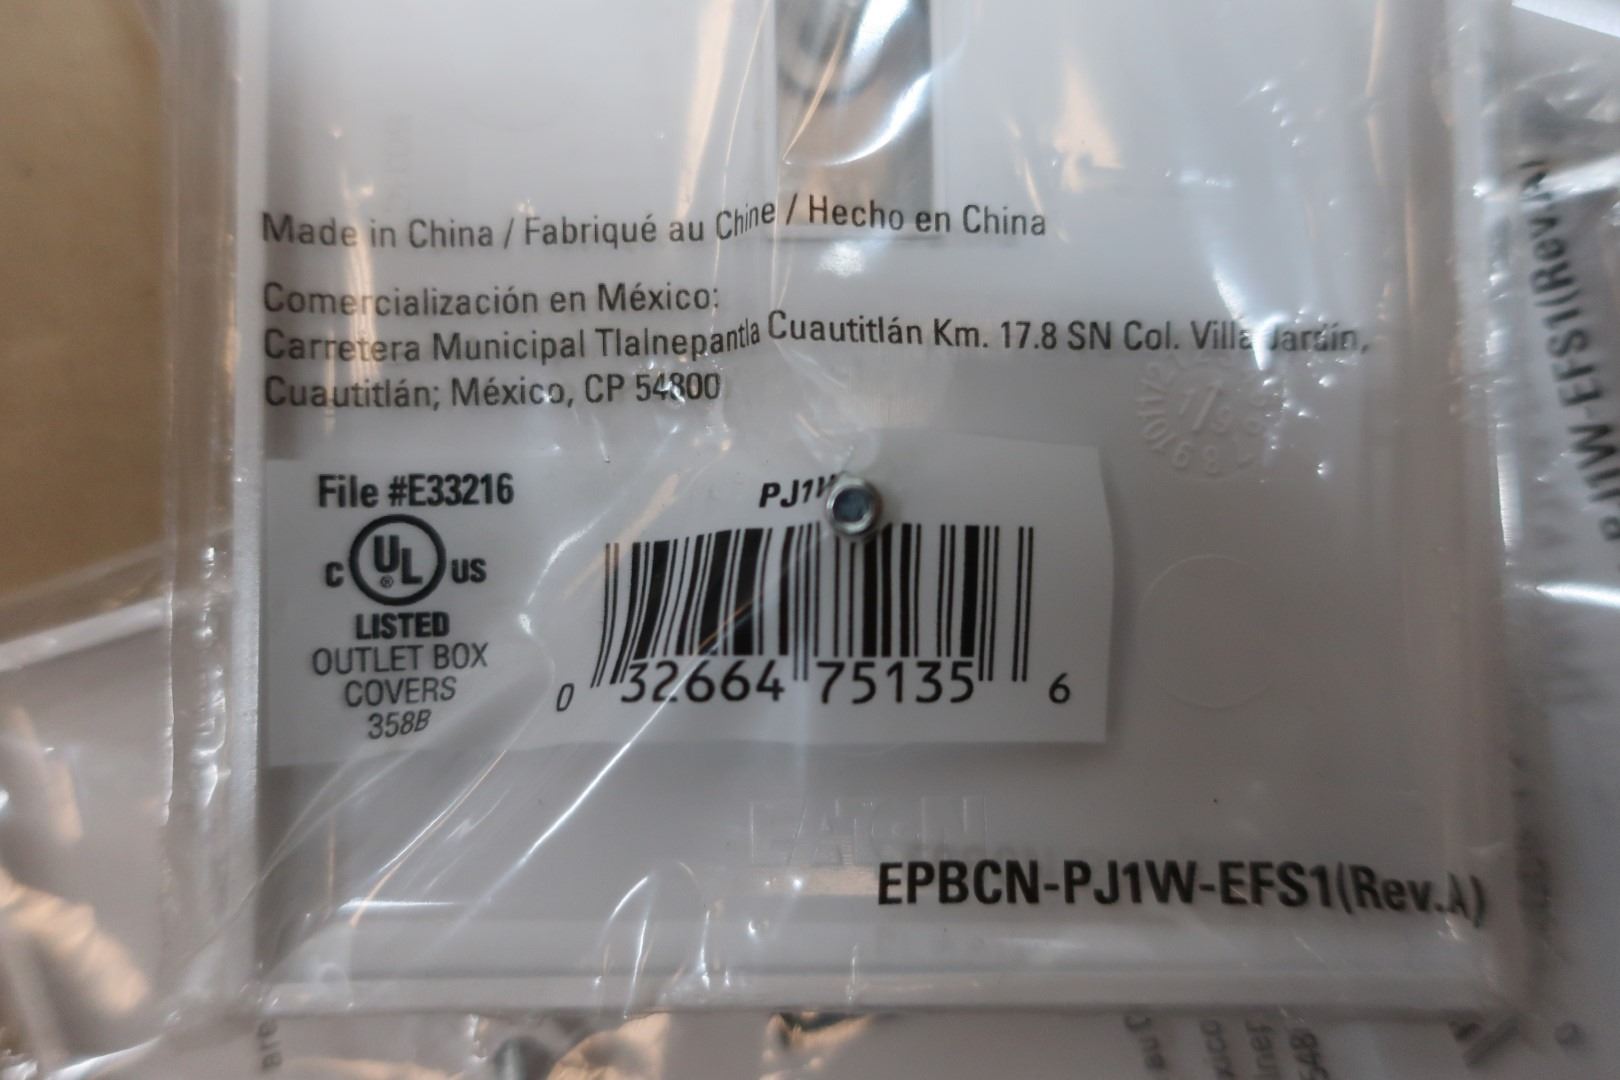 Made in China / Fabriqué au Chine / Hecho en China
Comercialización en México:
Carretera Municipal Tlalnepantla Cuautitlán Km. 17.8 SN Col. Villa Jardín,
Cuautitlán; México, CP 54800
File #E33216
C UL ® US
LISTED
OUTLET BOX
COVERS
358B
PJ1W
0 32664 75135 6
EPBCN-PJ1W-EFS1(Rev.A)